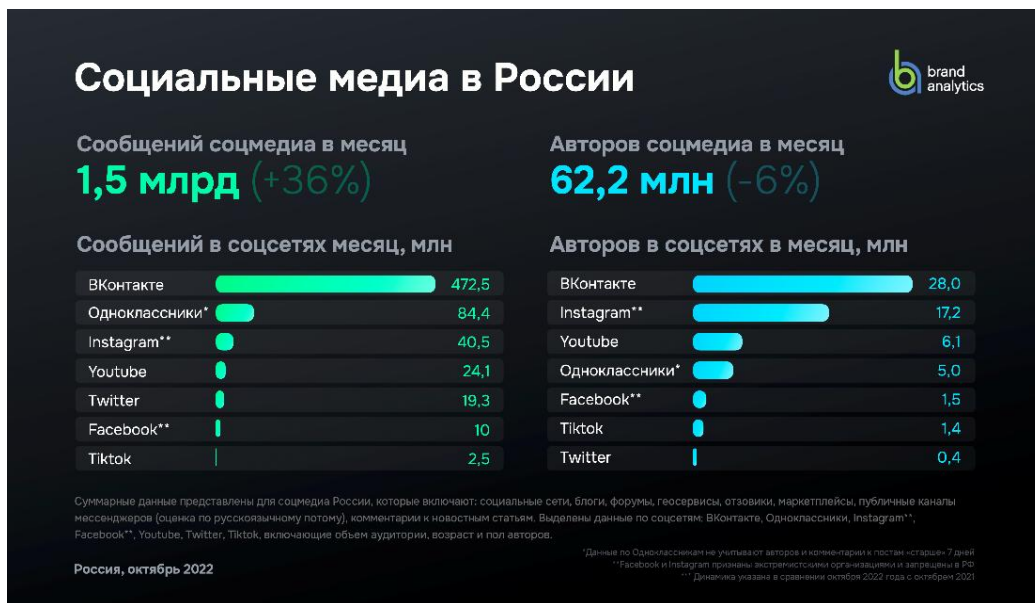 Социальные медиа в России
brand
analytics
Сообщений соцмедиа в месяц
1,5 млрд (+36%)
Авторов соцмедиа в месяц
62,2 млн (-6%)
Сообщений в соцсетях месяц, млн
ВКонтакте 472,5
Одноклассники* 84,4
Instagram** 40,5
Youtube 24,1
Twitter 19,3
Facebook** 10
Tiktok 2,5
Авторов в соцсетях в месяц, млн
ВКонтакте 28,0
Instagram** 17,2
Youtube 6,1
Одноклассники* 5,0
Facebook** 1,5
Tiktok 1,4
Twitter 0,4
Суммарные данные представлены для соцмедиа России, которые включают: социальные сети, блоги, форумы, геосервисы, отзовики, маркетплейсы, публичные каналы
мессенджеров (оценка по русскоязычному потому), комментарии к новостным статьям. Выделены данные по соцсетям: ВКонтакте, Одноклассники, Instagram**,
Facebook**, Youtube, Twitter, Tiktok, включающие объем аудитории, возраст и пол авторов.
*Данные по Одноклассникам не учитывают авторов и комментарии к постам «старше» 7 дней
**Facebook и Instagram признаны экстремистскими организациями и запрещены в РФ
*** Динамика указана в сравнении октября 2022 года с октябрем 2021
Россия, октябрь 2022